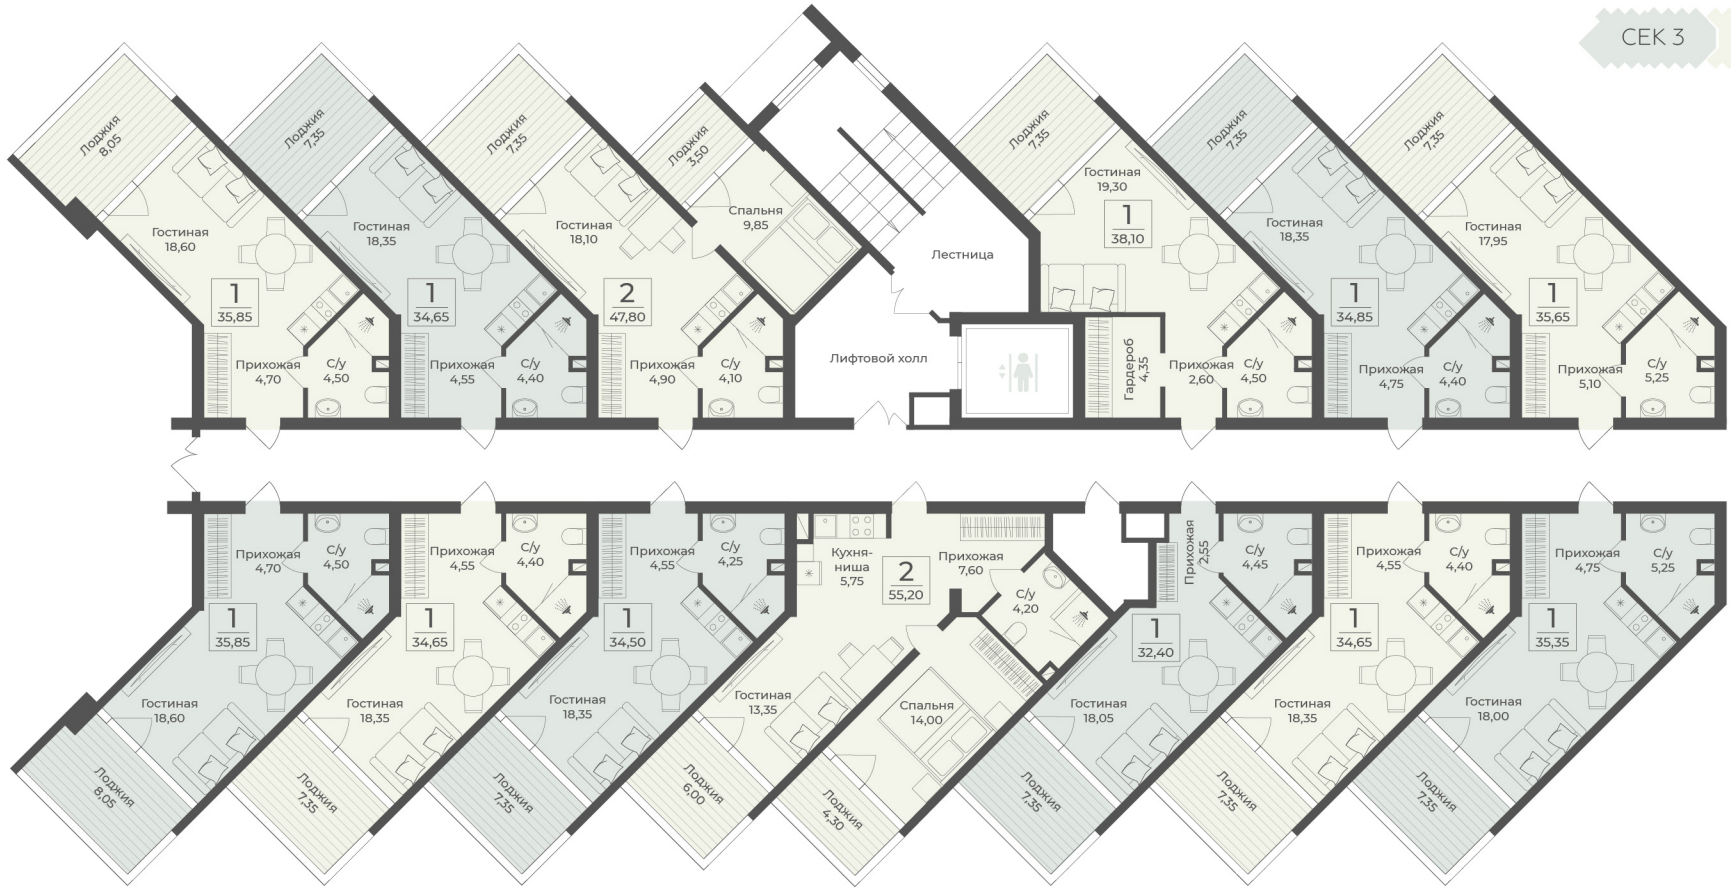 СЕК 3
Лоджия
8,05
Гостиная
18,60
1
35,85
Прихожая
4,70
С/у
4,50
Лоджия
7,35
Гостиная
18,35
1
34,65
Прихожая
4,55
С/у
4,40
Лоджия
7,35
Гостиная
18,10
2
47,80
Прихожая
4,90
С/у
4,10
Лоджия
3,50
Спальня
9,85
Лестница
Лифтовой холл
Лоджия
7,35
Гостиная
19,30
1
38,10
Гардероб
4,35
Прихожая
2,60
С/у
4,50
Лоджия
7,35
Гостиная
18,35
1
34,85
Прихожая
4,75
С/у
4,40
Лоджия
7,35
Гостиная
17,95
1
35,65
Прихожая
5,10
С/у
5,25
Прихожая
4,70
С/у
4,50
1
35,85
Гостиная
18,60
Лоджия
8,05
Прихожая
4,55
С/у
4,40
1
34,65
Гостиная
18,35
Лоджия
7,35
Прихожая
4,55
С/у
4,25
1
34,50
Гостиная
18,35
Лоджия
7,35
Кухня-
ниша
5,75
2
55,20
Прихожая
7,60
С/у
4,20
Гостиная
13,35
Спальня
14,00
Лоджия
6,00
Лоджия
4,30
Прихожая
2,55
С/у
4,45
1
32,40
Гостиная
18,05
Лоджия
7,35
Прихожая
4,55
С/у
4,40
1
34,65
Гостиная
18,35
Лоджия
7,35
Прихожая
4,75
С/у
5,25
1
35,35
Гостиная
18,00
Лоджия
7,35